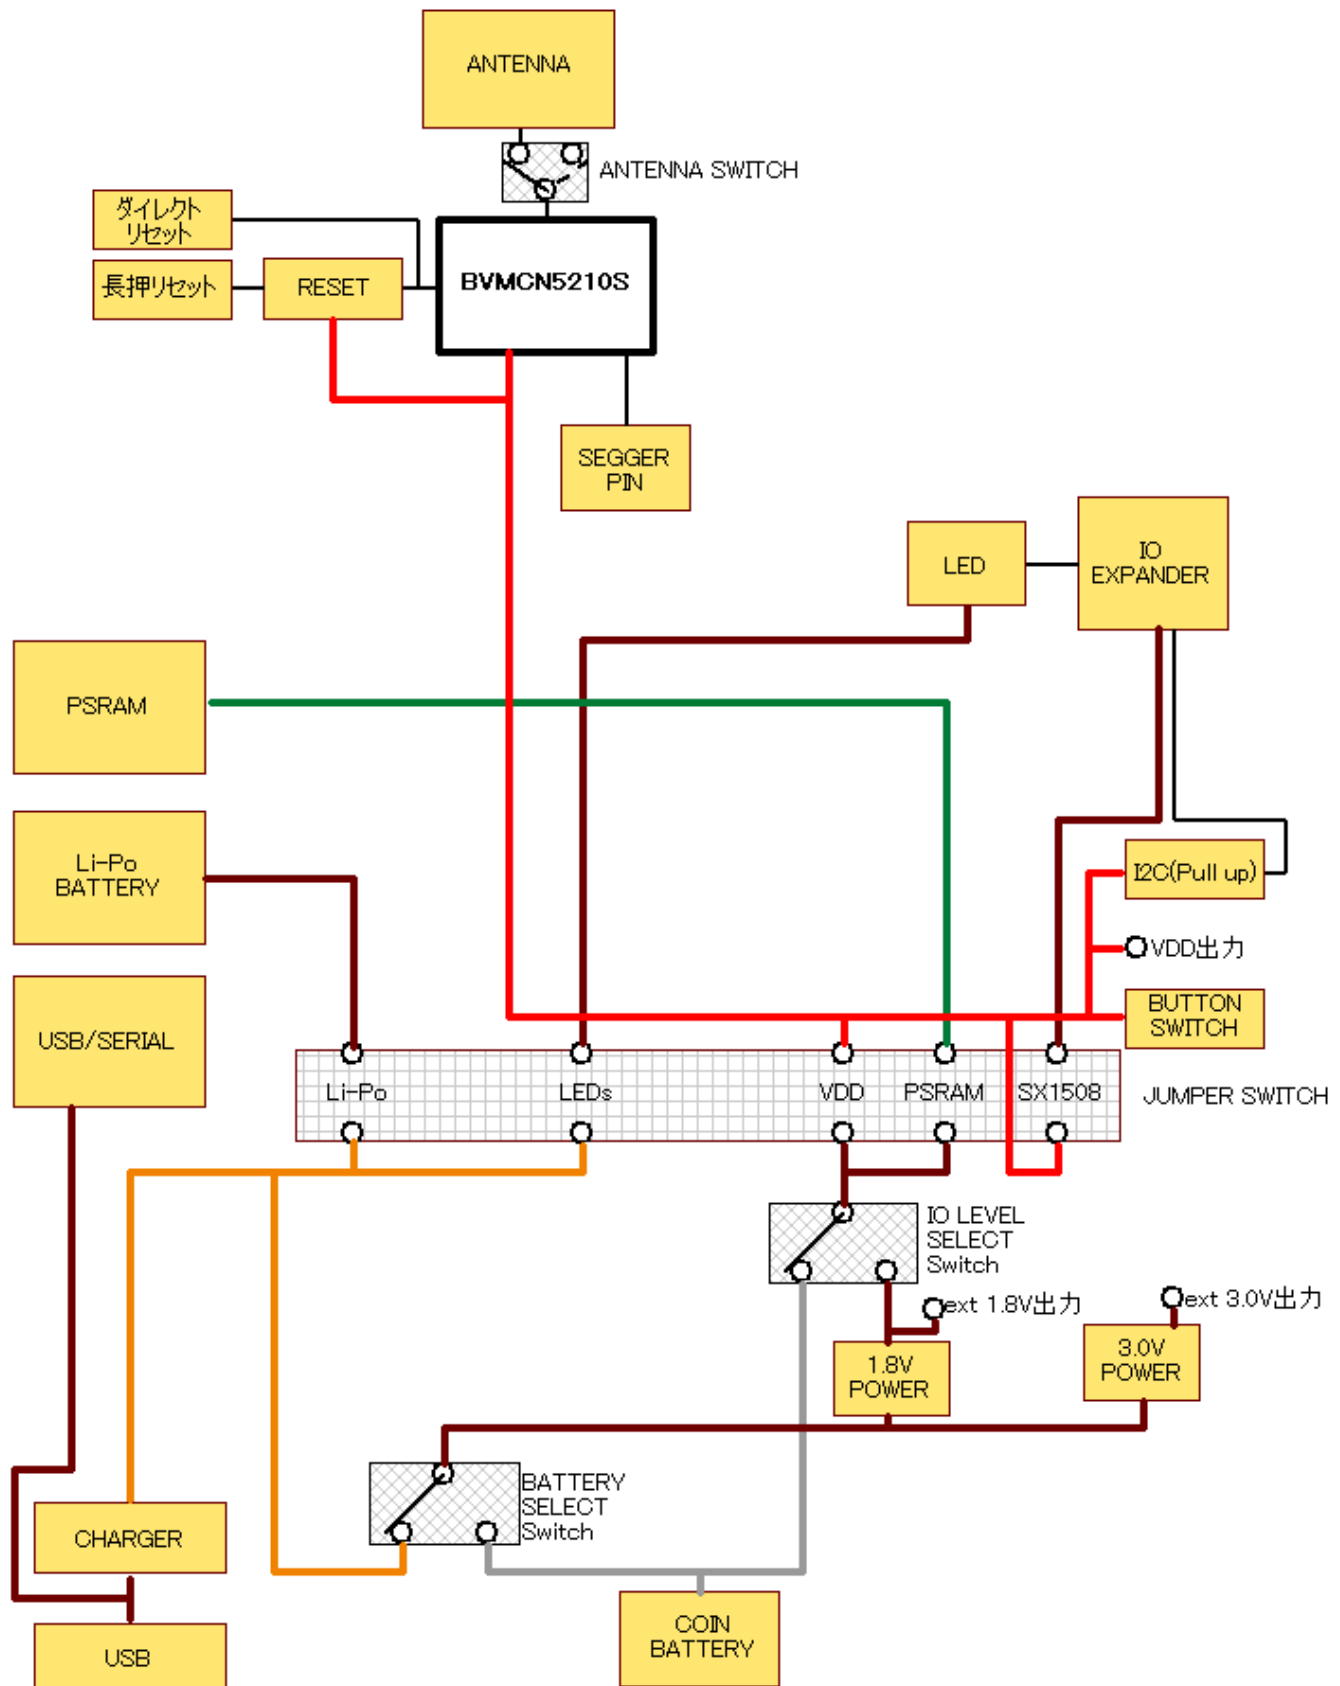 ANTENNA
ANTENNA SWITCH
ダイレクト
リセット
長押リセット
RESET
BVMCN5210S
SEGGER
PIN
LED
IO
EXPANDER
PSRAM
Li-Po
BATTERY
I2C(Pull up)
VDD出力
USB/SERIAL
BUTTON
SWITCH
Li-Po
LEDs
VDD
PSRAM
SX1508
JUMPER SWITCH
IO LEVEL
SELECT
Switch
ext 1.8V出力
ext 3.0V出力
1.8V
POWER
3.0V
POWER
BATTERY
SELECT
Switch
CHARGER
COIN
BATTERY
USB